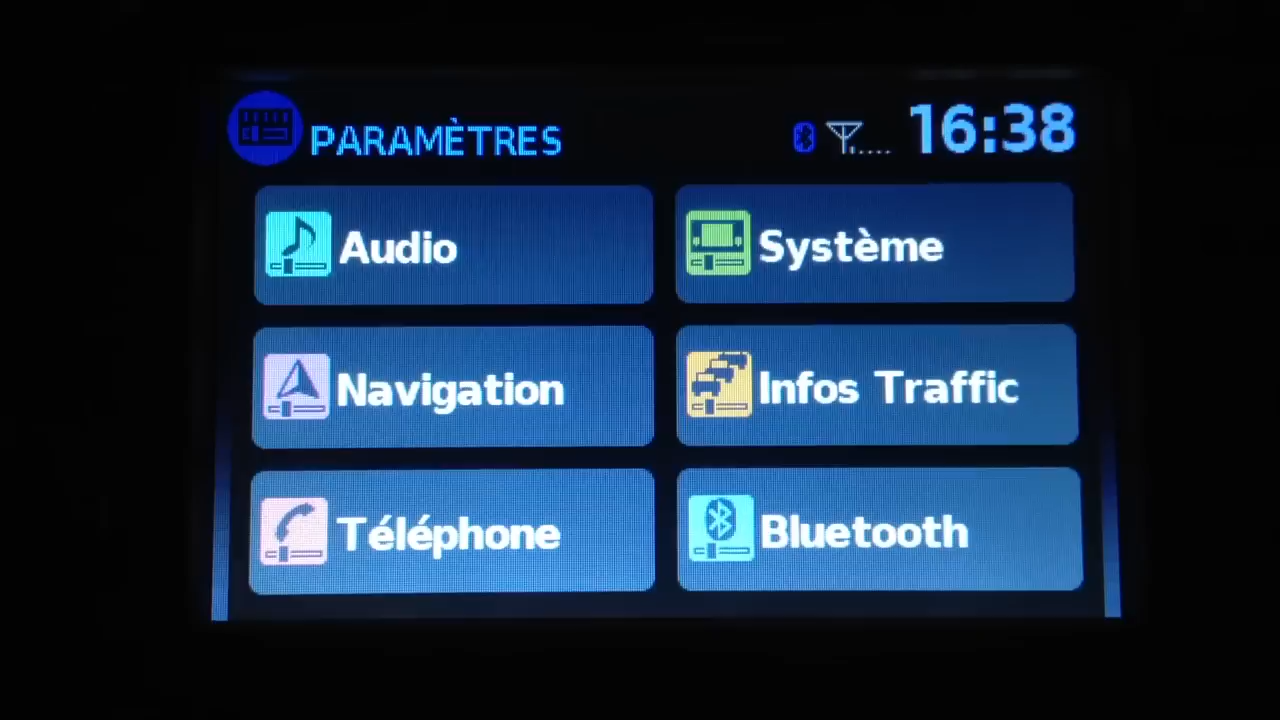 PARAMÈTRES
16:38
Audio
Système
Navigation
Infos Traffic
Téléphone
Bluetooth